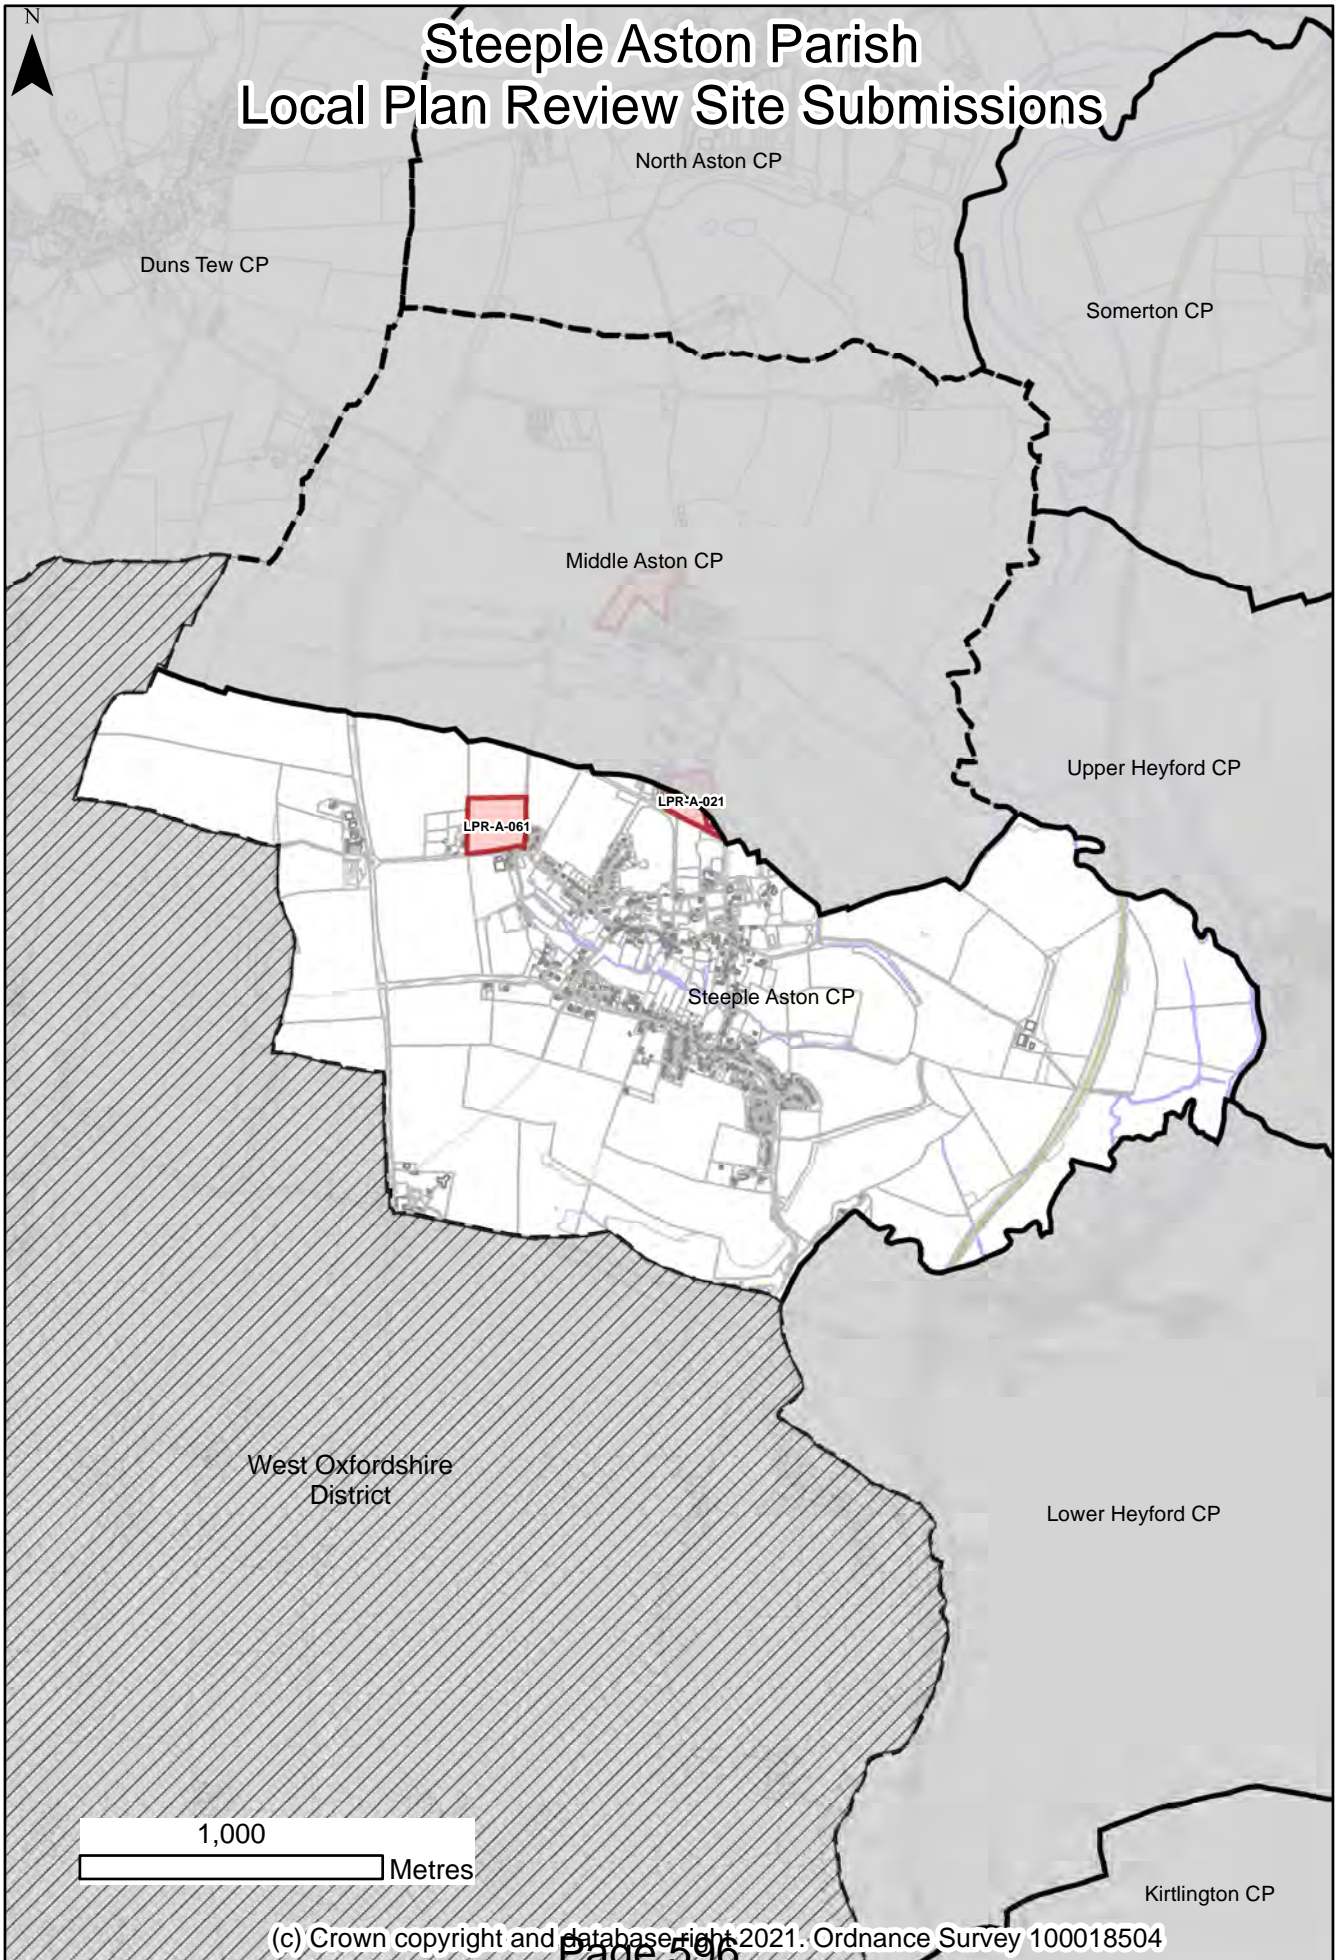 N
Steeple Aston Parish
Local Plan Review Site Submissions
North Aston CP
Duns Tew CP
Somerton CP
Middle Aston CP
Upper Heyford CP
LPR-A-021
LPR-A-061
Steeple Aston CP
West Oxfordshire
District
Lower Heyford CP
1,000
Metres
Kirtlington CP
(c) Crown copyright and database right 2021. Ordnance Survey 100018504
Page 596